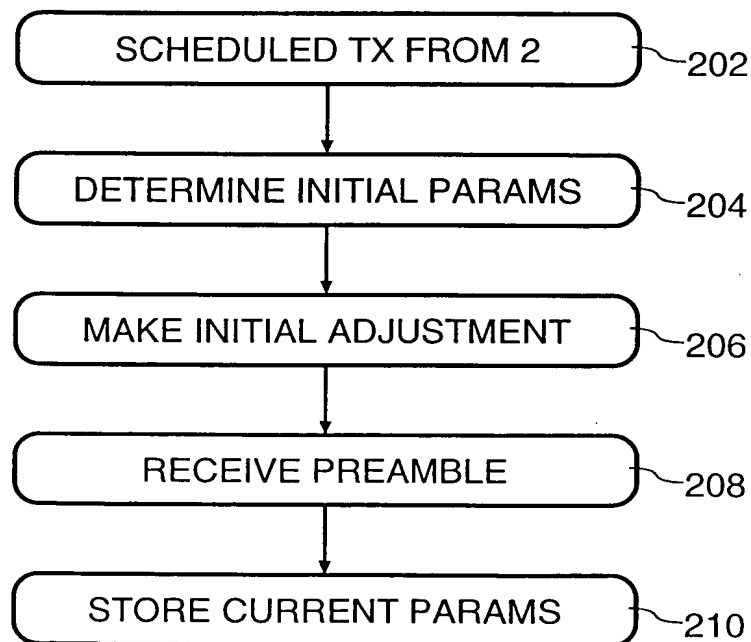 SCHEDULED TX FROM 2
202
DETERMINE INITIAL PARAMS
204
MAKE INITIAL ADJUSTMENT
206
RECEIVE PREAMBLE
208
STORE CURRENT PARAMS
210